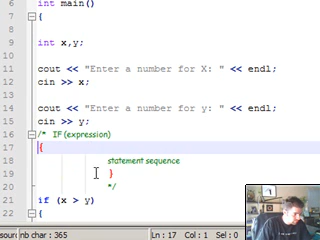 6 int main()
7 {
8
9 int x,y;
10
11 cout << "Enter a number for X: " << endl;
12 cin >> x;
13
14 cout << "Enter a number for y: " << endl;
15 cin >> y;
16 /* IF (expression)
17 {
18 statement sequence
19 }
20 */
21 if (x > y)
22 {
nb char : 365 Ln : 17 Col : 1 Sel : 0